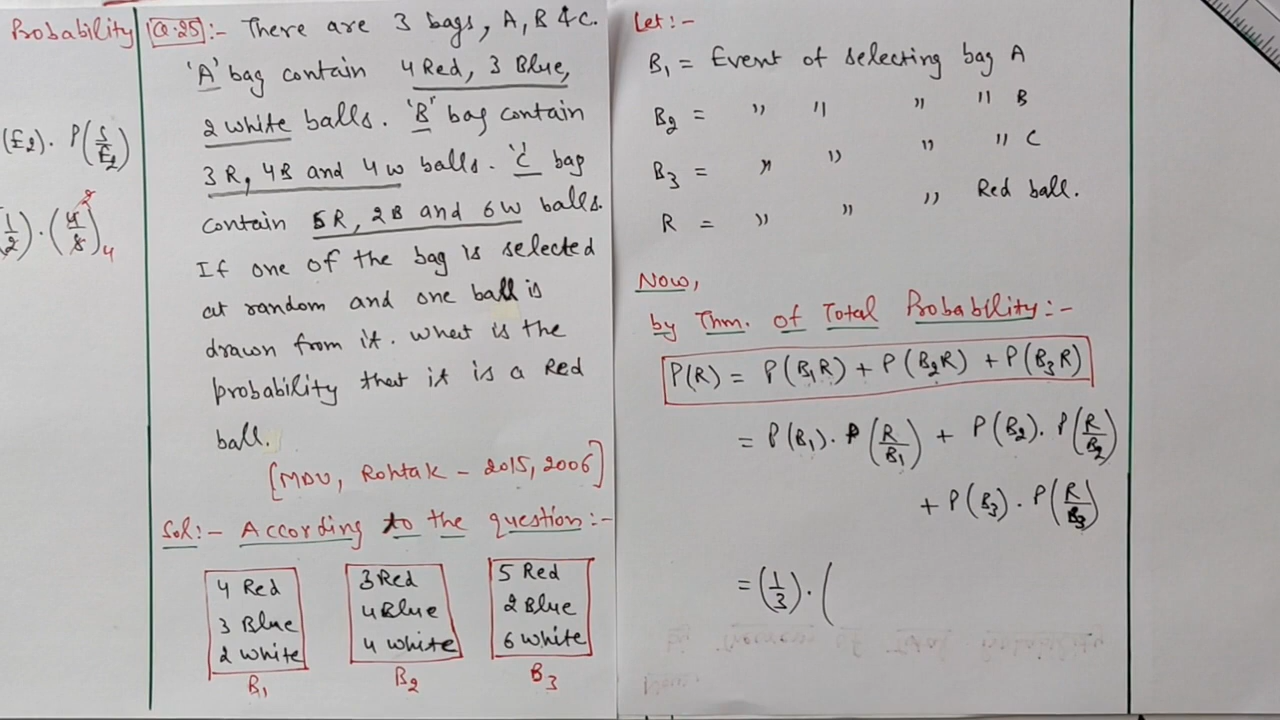 Probability
(E2). P(S/E2)
1/2) . (4/8)
2
4
Q.25 :- There are 3 bags, A, B & C.
'A' bag contain 4 Red, 3 Blue,
2 white balls. 'B' bag contain
3 R, 4B and 4 w balls. 'C' bag
contain 5R, 2B and 6W balls.
If one of the bag is selected
at random and one ball is
drawn from it. what is the
probability that it is a Red
ball.
[MDU, Rohtak - 2015, 2006]
Sol:- According to the question:-
4 Red
3 Blue
2 white
B1
3 Red
4 Blue
4 white
B2
5 Red
2 Blue
6 white
B3
Let :-
B1 = Event of selecting bag A
B2 = " " " " B
B3 = " " " " C
R = " " " Red ball.
Now,
by Thm. of Total Probability :-
P(R) = P(B1R) + P(B2R) + P(B3R)
= P(B1). P(R/B1) + P(B2). P(R/B2)
+ P(B3) . P(R/B3)
= (1/3) . (